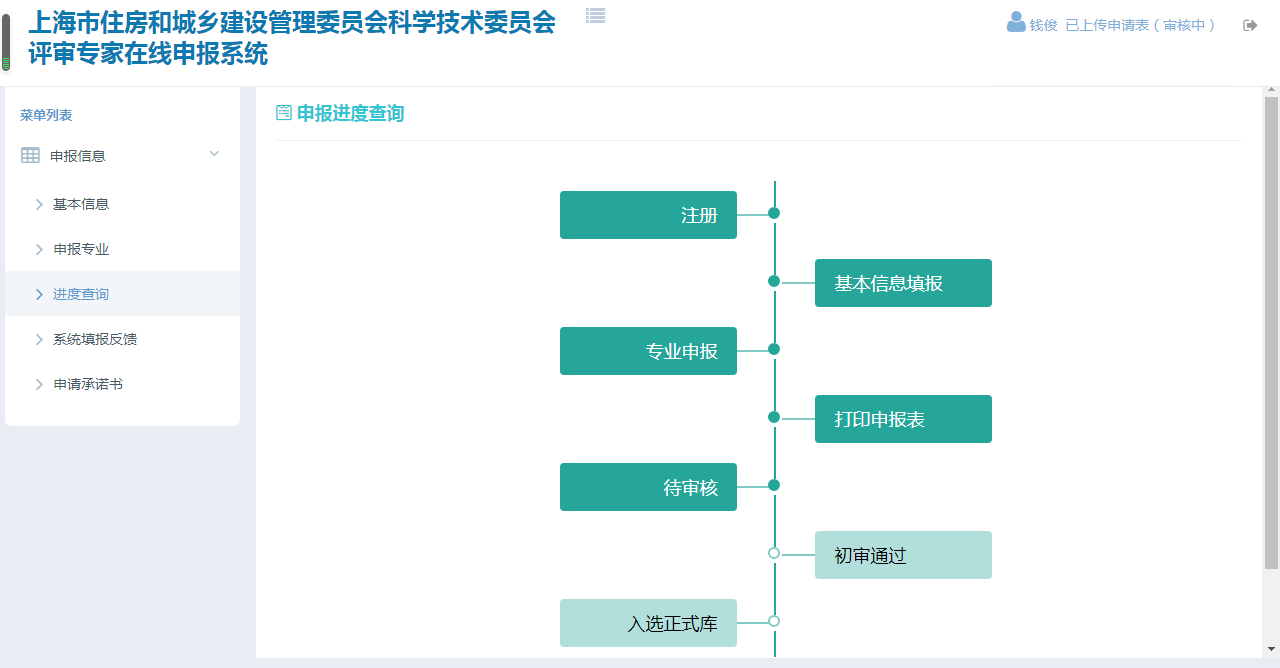 上海市住房和城乡建设管理委员会科学技术委员会
评审专家在线申报系统
钱俊 已上传申请表（审核中）
菜单列表
申报信息
基本信息
申报专业
进度查询
系统填报反馈
申请承诺书
申报进度查询
注册
基本信息填报
专业申报
打印申报表
待审核
初审通过
入选正式库